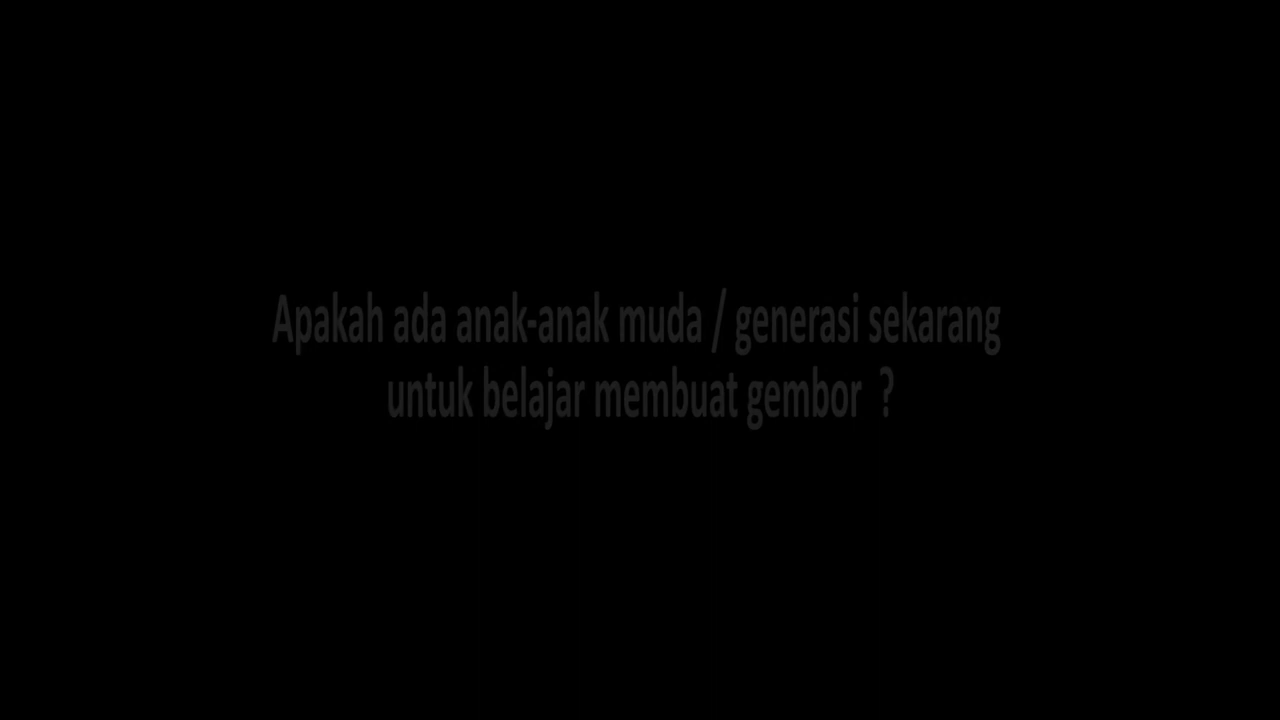 Apakah ada anak-anak muda / generasi sekarang
untuk belajar membuat gembor  ?